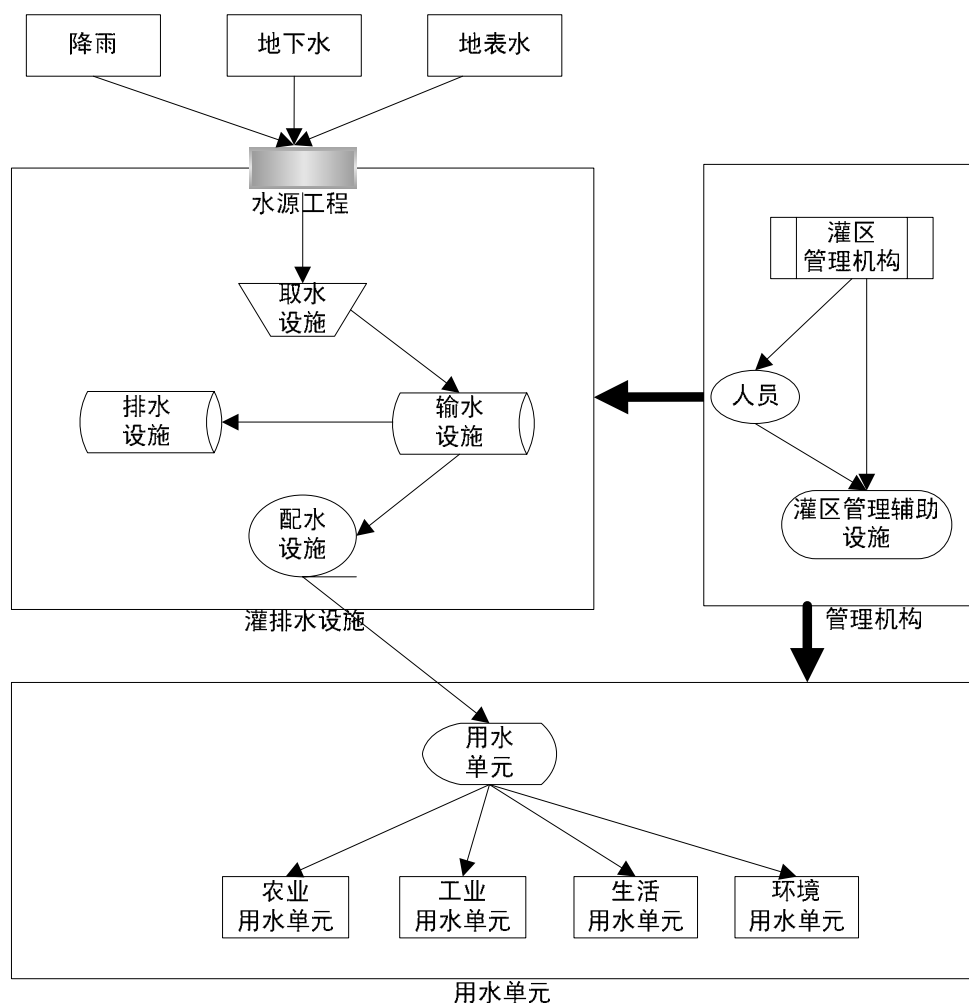 降雨
地下水
地表水
水源工程
取水
设施
排水
设施
输水
设施
配水
设施
灌排水设施
灌区
管理机构
人员
灌区管理辅助
设施
管理机构
用水
单元
农业
用水单元
工业
用水单元
生活
用水单元
环境
用水单元
用水单元